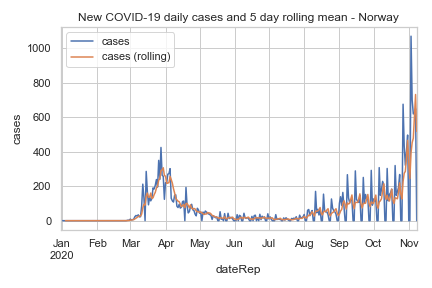 New COVID-19 daily cases and 5 day rolling mean - Norway
cases
cases (rolling)
1000
800
600
400
200
0
cases
Jan Feb Mar Apr May Jun Jul Aug Sep Oct Nov
2020
dateRep